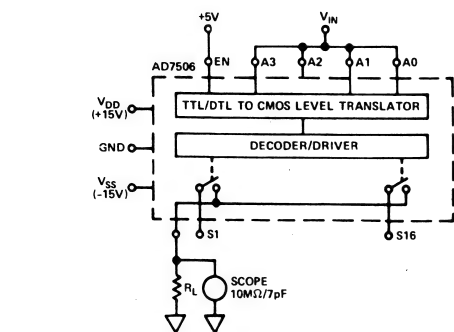 +5V
VIN
AD7506
EN
A3
A2
A1
A0
VDD
(+15V)
TTL/DTL TO CMOS LEVEL TRANSLATOR
GND
DECODER/DRIVER
VSS
(-15V)
S1
S16
RL
SCOPE
10MΩ/7pF